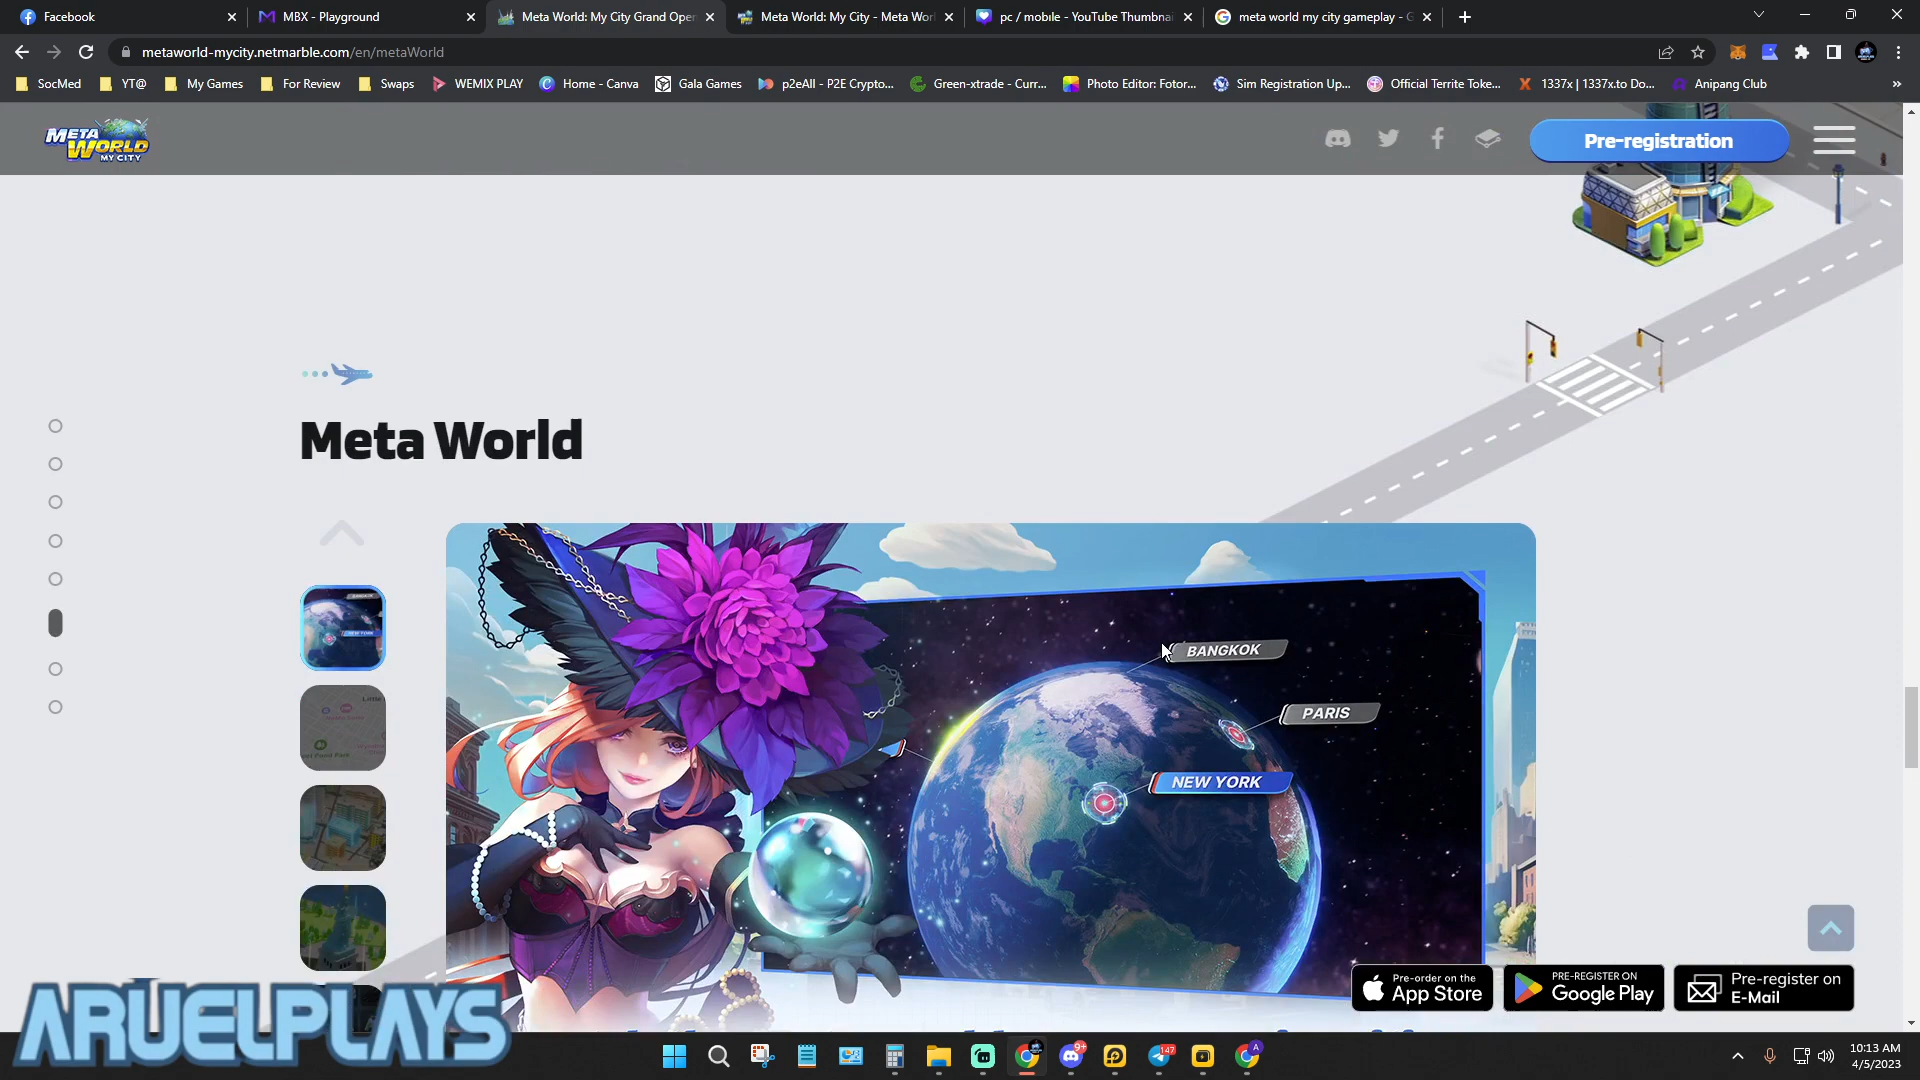 Facebook
MBX - Playground
Meta World: My City Grand Open
Meta World: My City - Meta Worl
pc / mobile - YouTube Thumbnai
meta world my city gameplay - G
metaworld-mycity.netmarble.com/en/metaWorld
SocMed
YT@
My Games
For Review
Swaps
WEMIX PLAY
Home - Canva
Gala Games
p2eAll - P2E Crypto...
Green-xtrade - Curr...
Photo Editor: Fotor...
Sim Registration Up...
Official Territe Toke...
1337x | 1337x.to Do...
Anipang Club
META
WORLD
MY CITY
Pre-registration
Meta World
BANGKOK
PARIS
NEW YORK
Pre-order on the
App Store
PRE-REGISTER ON
Google Play
Pre-register on
E-Mail
ARUELPLAYS
9+
147
10:13 AM
4/5/2023